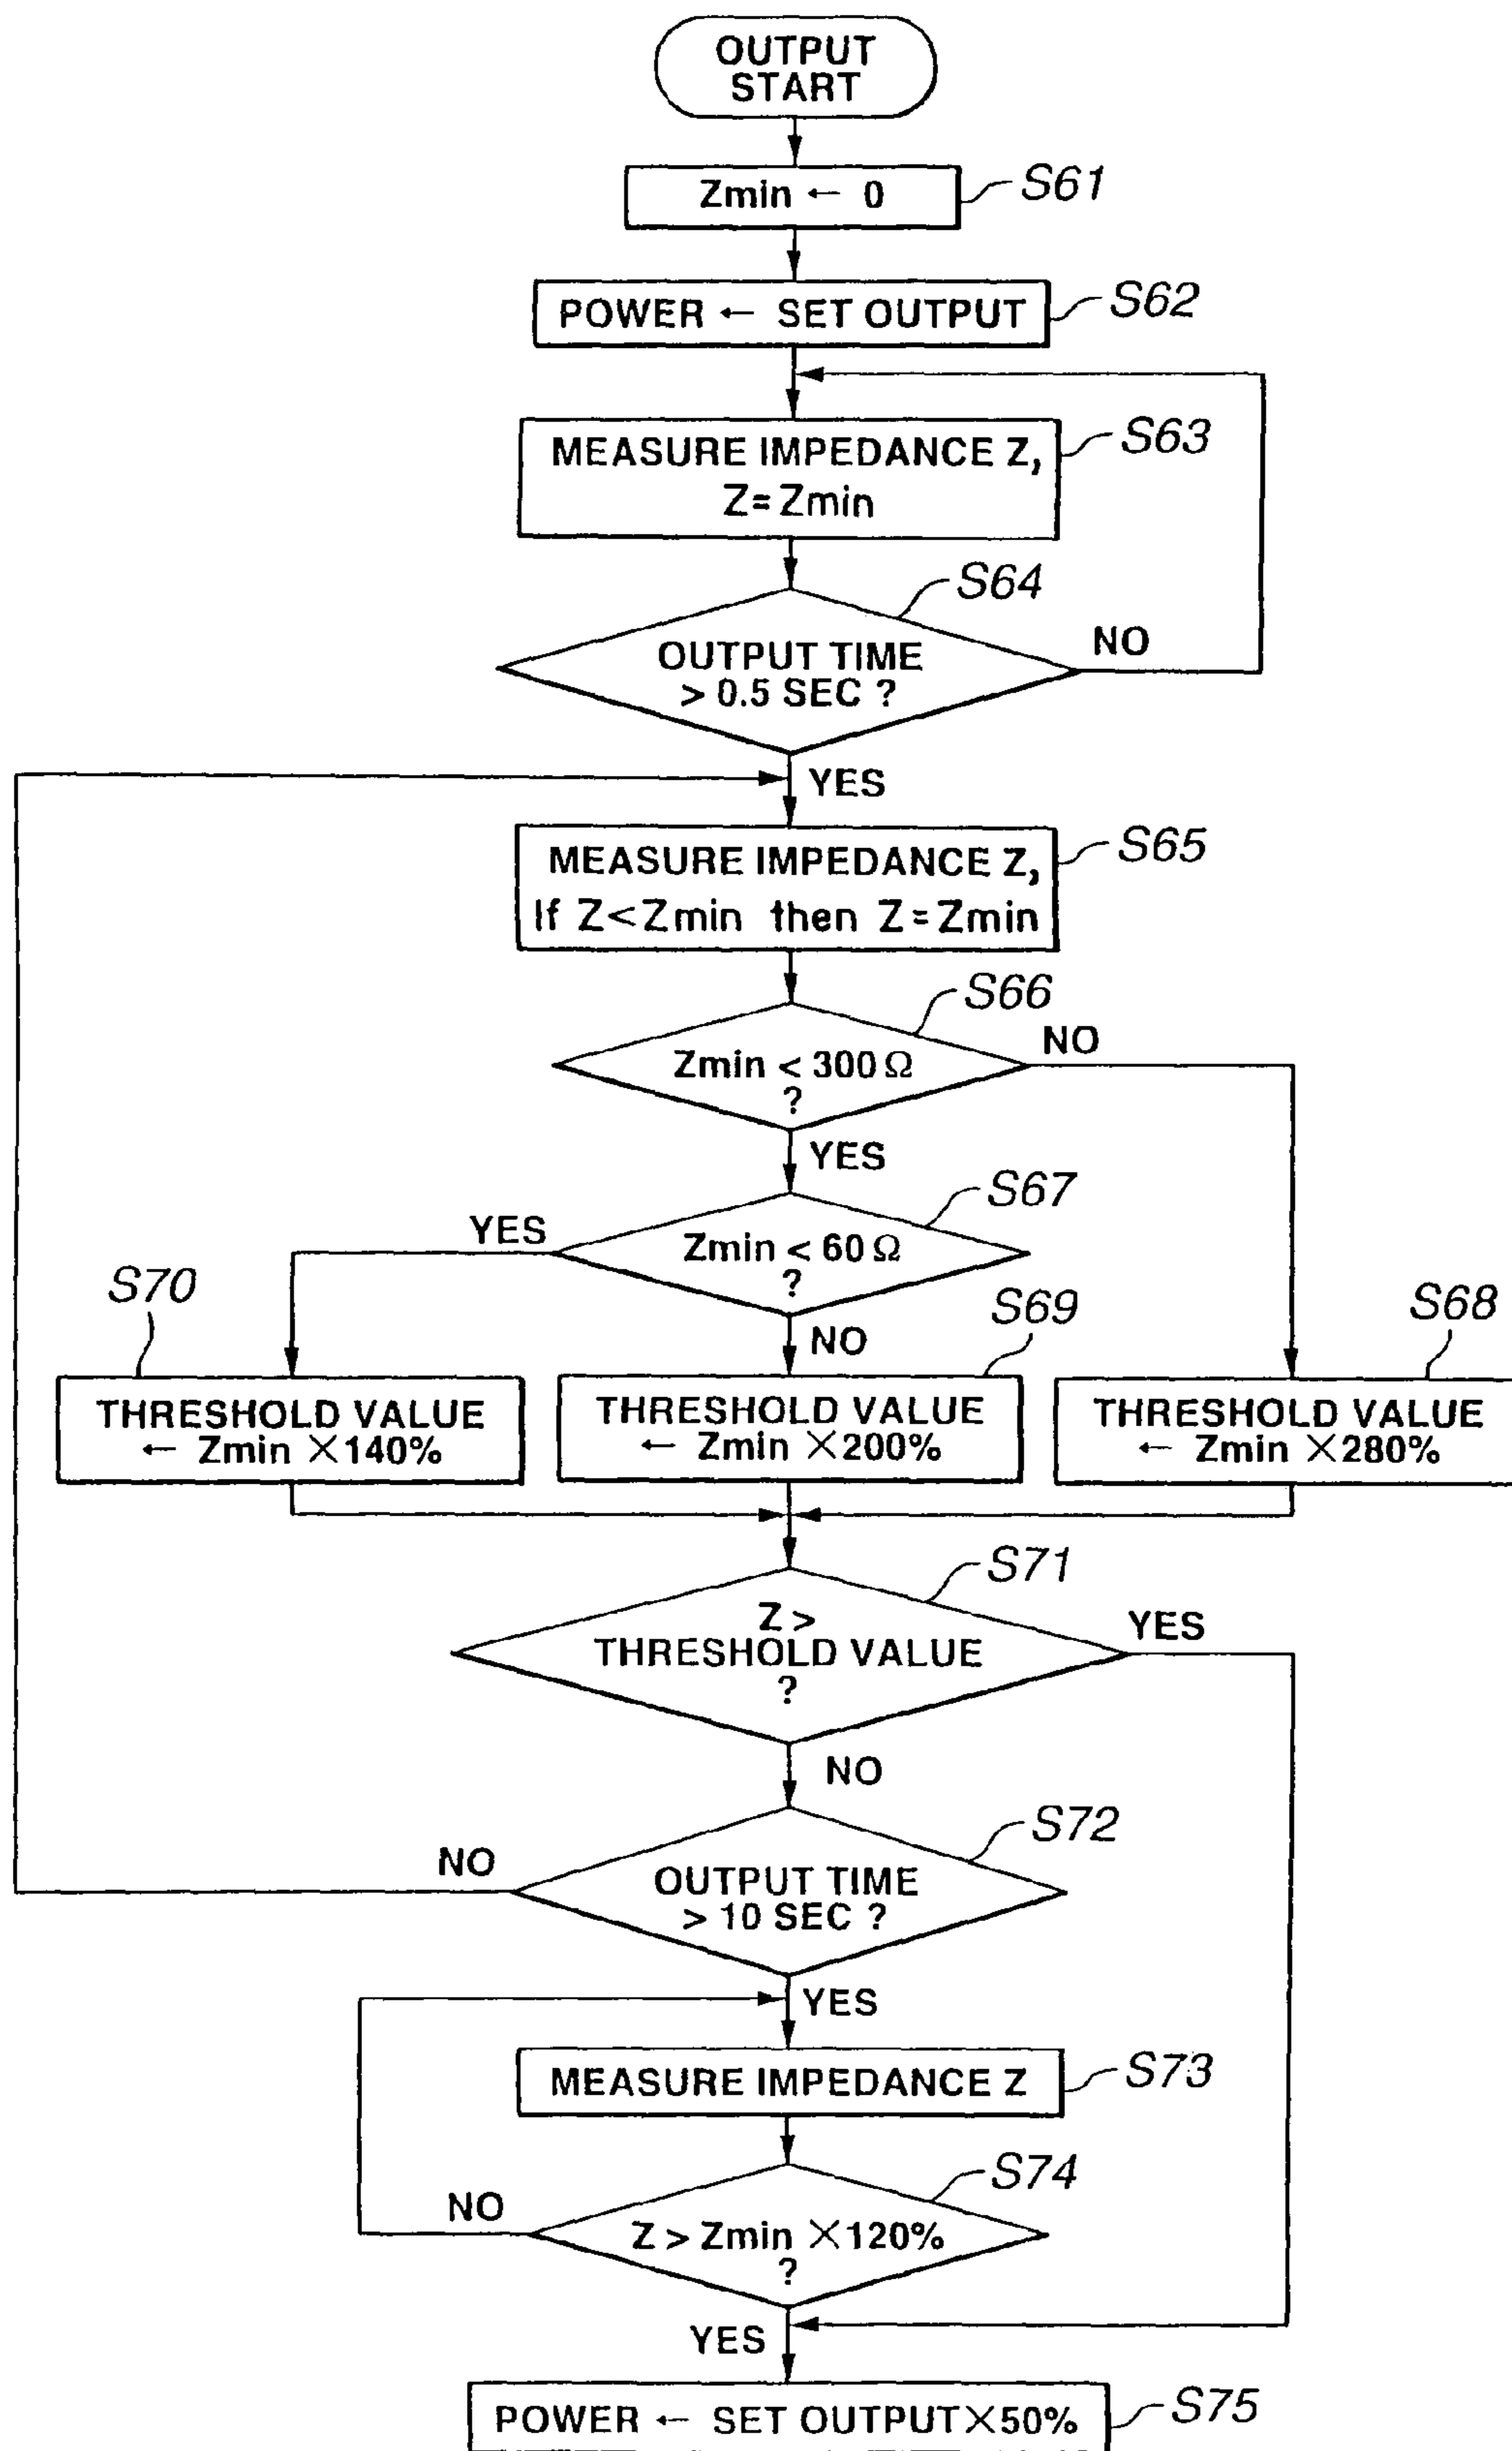 OUTPUT
START
Zmin ← 0
S61
POWER ← SET OUTPUT
S62
MEASURE IMPEDANCE Z,
Z=Zmin
S63
S64
OUTPUT TIME
> 0.5 SEC ?
NO
YES
MEASURE IMPEDANCE Z,
If Z<Zmin then Z=Zmin
S65
S66
Zmin < 300 Ω
?
NO
YES
S67
Zmin < 60 Ω
?
YES
NO
S70
THRESHOLD VALUE
← Zmin ×140%
S69
THRESHOLD VALUE
← Zmin ×200%
S68
THRESHOLD VALUE
← Zmin ×280%
S71
Z >
THRESHOLD VALUE
?
YES
NO
S72
OUTPUT TIME
> 10 SEC ?
NO
YES
MEASURE IMPEDANCE Z
S73
S74
Z > Zmin ×120%
?
NO
YES
POWER ← SET OUTPUT×50%
S75